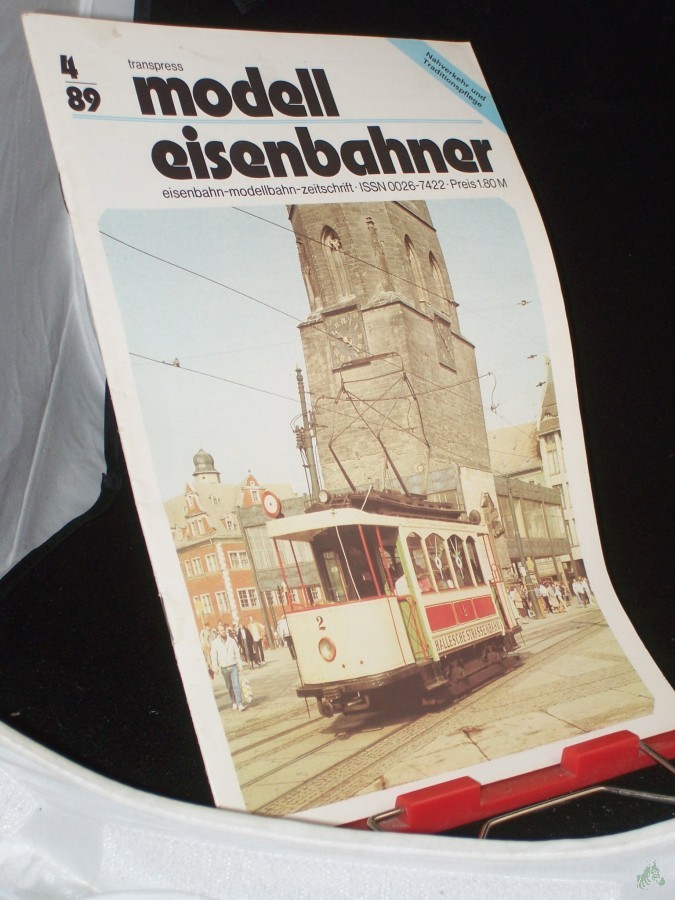 4
89
transpress
modell
eisenbahner
eisenbahn-modellbahn-zeitschrift · ISSN 0026-7422 · Preis 1,80 M
Nahverkehr und
Traditionspflege
2
HALLESCHE STRASSENBAHN